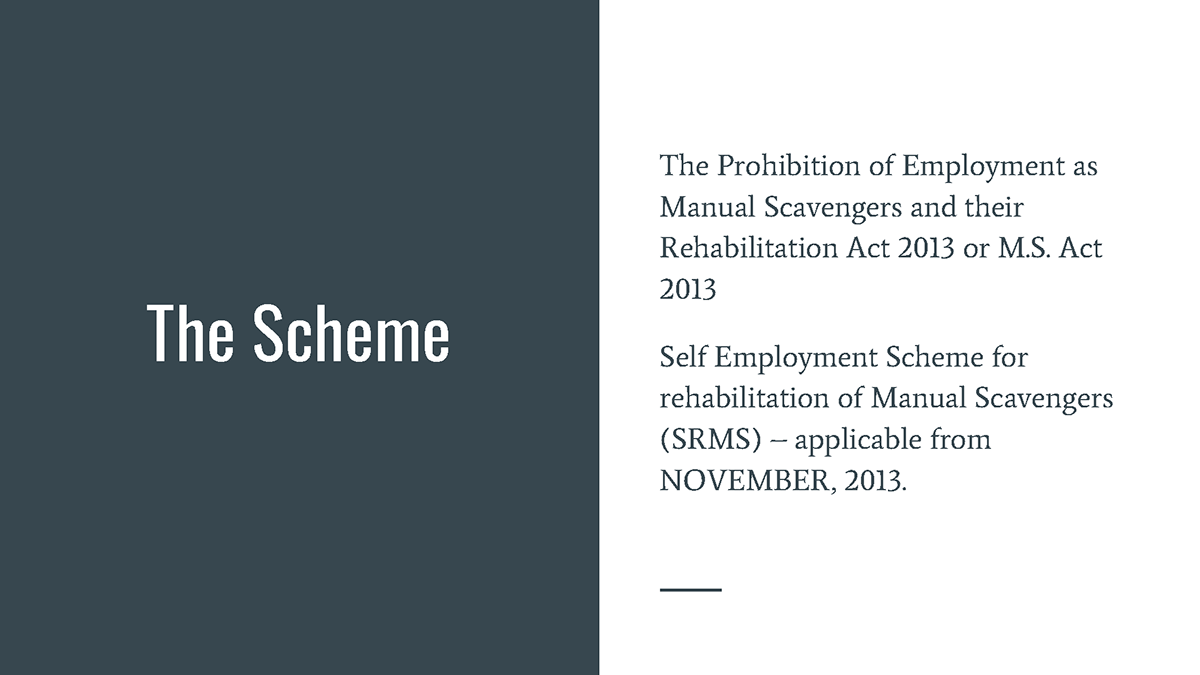 The Scheme
The Prohibition of Employment as
Manual Scavengers and their
Rehabilitation Act 2013 or M.S. Act
2013
Self Employment Scheme for
rehabilitation of Manual Scavengers
(SRMS) – applicable from
NOVEMBER, 2013.